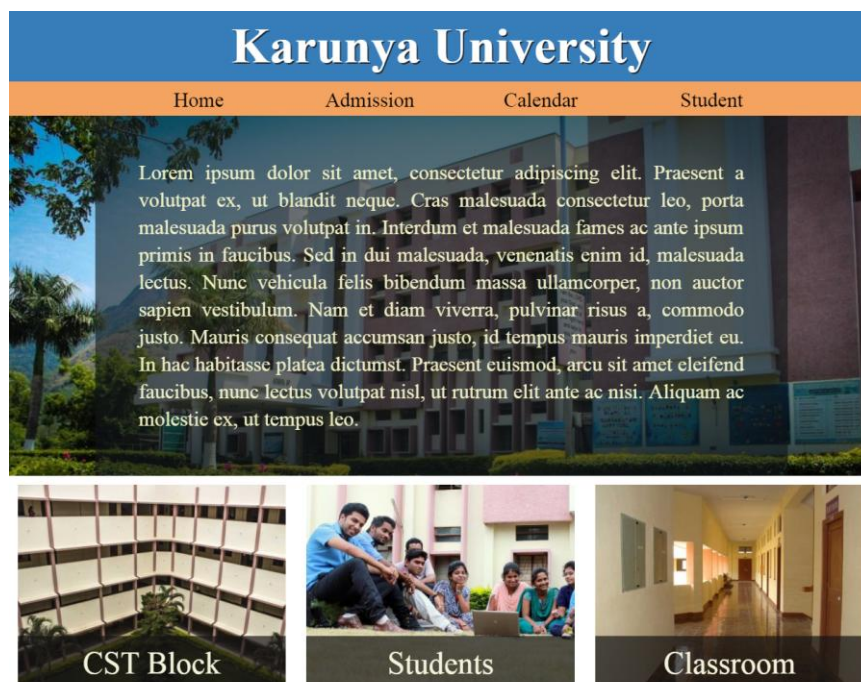 Karunya University
Home Admission Calendar Student
Lorem ipsum dolor sit amet, consectetur adipiscing elit. Praesent a
volutpat ex, ut blandit neque. Cras malesuada consectetur leo, porta
malesuada purus volutpat in. Interdum et malesuada fames ac ante ipsum
primis in faucibus. Sed in dui malesuada, venenatis enim id, malesuada
lectus. Nunc vehicula felis bibendum massa ullamcorper, non auctor
sapien vestibulum. Nam et diam viverra, pulvinar risus a, commodo
justo. Mauris consequat accumsan justo, id tempus mauris imperdiet eu.
In hac habitasse platea dictumst. Praesent euismod, arcu sit amet eleifend
faucibus, nunc lectus volutpat nisl, ut rutrum elit ante ac nisi. Aliquam ac
molestie ex, ut tempus leo.
CST Block Students Classroom